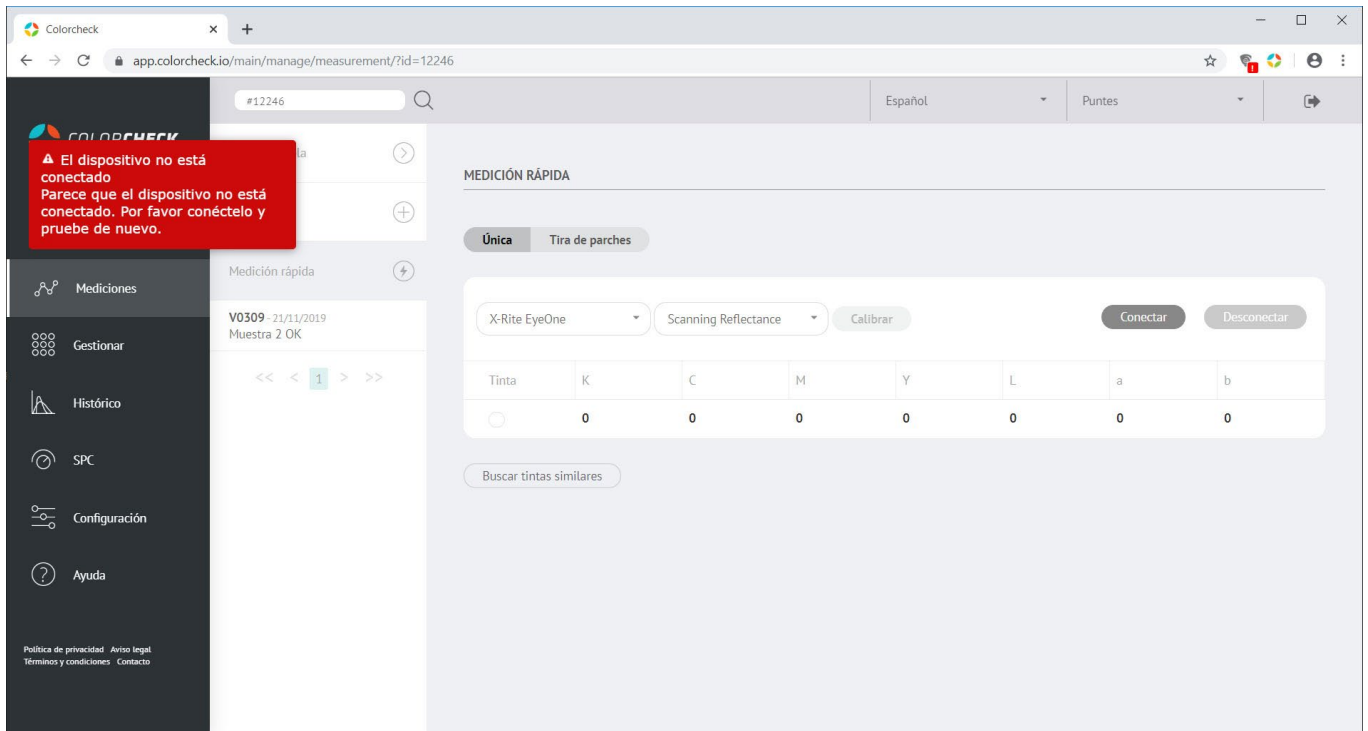 Colorcheck
app.colorcheck.io/main/manage/measurement/?id=12246
#12246
Español
Puntes
COLORCHECK
El dispositivo no está
conectado
Parece que el dispositivo no está
conectado. Por favor conéctelo y
pruebe de nuevo.
Mediciones
Gestionar
Histórico
SPC
Configuración
Ayuda
Política de privacidad Aviso legal
Términos y condiciones Contacto
Medición rápida
V0309 - 21/11/2019
Muestra 2 OK
<< < 1 > >>
MEDICIÓN RÁPIDA
Única Tira de parches
X-Rite EyeOne Scanning Reflectance Calibrar Conectar Desconectar
Tinta K C M Y L a b
0 0 0 0 0 0 0
Buscar tintas similares